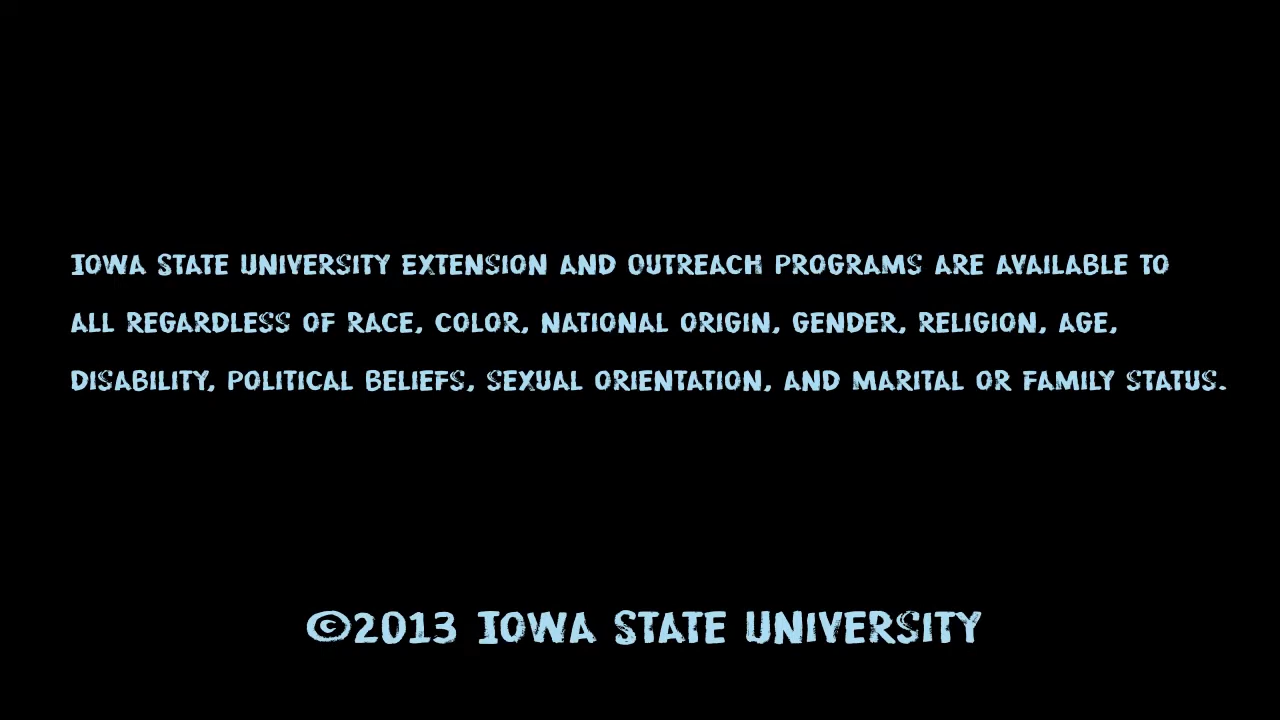 IOWA STATE UNIVERSITY EXTENSION AND OUTREACH PROGRAMS ARE AVAILABLE TO
ALL REGARDLESS OF RACE, COLOR, NATIONAL ORIGIN, GENDER, RELIGION, AGE,
DISABILITY, POLITICAL BELIEFS, SEXUAL ORIENTATION, AND MARITAL OR FAMILY STATUS.
©2013 IOWA STATE UNIVERSITY